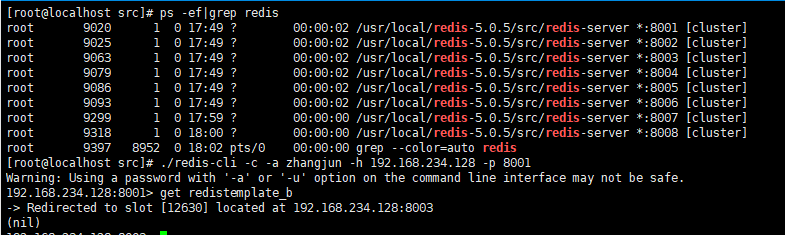 [root@localhost src]# ps -ef|grep redis
root 9020 1 0 17:49 ? 00:00:02 /usr/local/redis-5.0.5/src/redis-server *:8001 [cluster]
root 9025 1 0 17:49 ? 00:00:02 /usr/local/redis-5.0.5/src/redis-server *:8002 [cluster]
root 9063 1 0 17:49 ? 00:00:02 /usr/local/redis-5.0.5/src/redis-server *:8003 [cluster]
root 9079 1 0 17:49 ? 00:00:02 /usr/local/redis-5.0.5/src/redis-server *:8004 [cluster]
root 9086 1 0 17:49 ? 00:00:02 /usr/local/redis-5.0.5/src/redis-server *:8005 [cluster]
root 9093 1 0 17:49 ? 00:00:02 /usr/local/redis-5.0.5/src/redis-server *:8006 [cluster]
root 9299 1 0 17:59 ? 00:00:00 /usr/local/redis-5.0.5/src/redis-server *:8007 [cluster]
root 9318 1 0 18:00 ? 00:00:00 /usr/local/redis-5.0.5/src/redis-server *:8008 [cluster]
root 9397 8952 0 18:02 pts/0 00:00:00 grep --color=auto redis
[root@localhost src]# ./redis-cli -c -a zhangjun -h 192.168.234.128 -p 8001
Warning: Using a password with '-a' or '-u' option on the command line interface may not be safe.
192.168.234.128:8001> get redistemplate_b
-> Redirected to slot [12630] located at 192.168.234.128:8003
(nil)